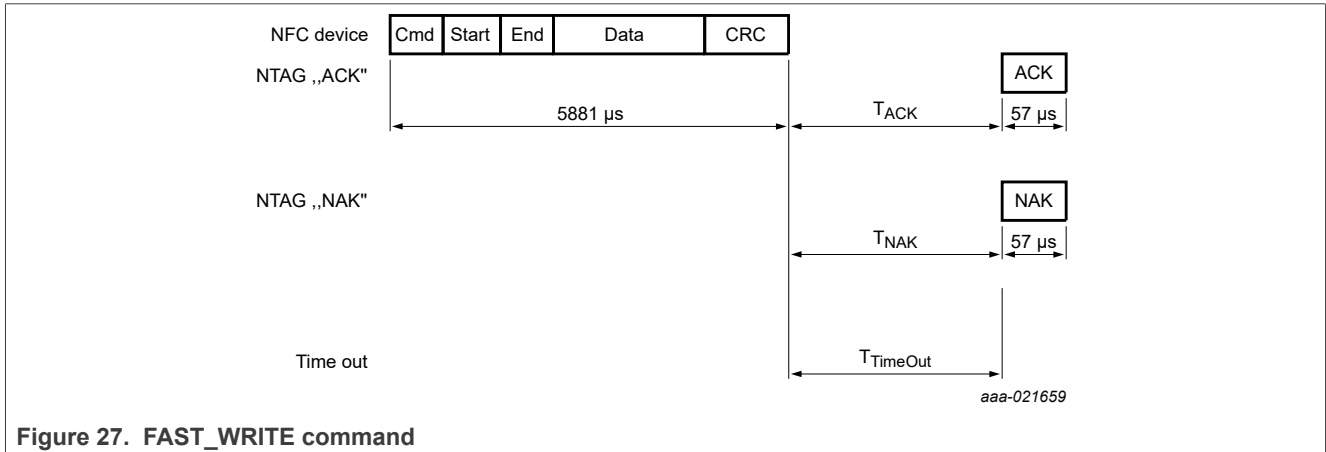 NFC device Cmd Start End Data CRC
NTAG ,,ACK" ACK
5881 µs TACK 57 µs
NTAG ,,NAK" NAK
TNAK 57 µs
Time out TTimeOut
aaa-021659
Figure 27. FAST_WRITE command